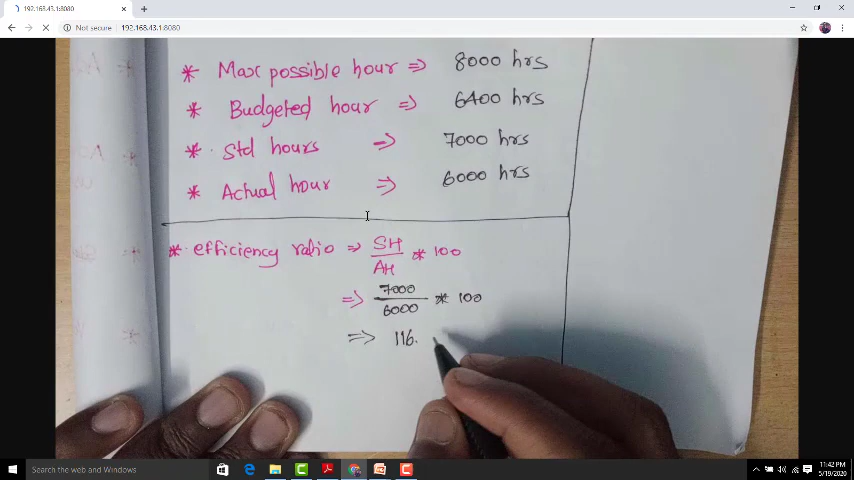 192.168.43.1:8080
Not secure | 192.168.43.1:8080
* Max possible hour => 8000 hrs
* Budgeted hour => 6400 hrs
* Std hours => 7000 hrs
* Actual hour => 6000 hrs
* efficiency ratio => SH/AH * 100
=> 7000/6000 * 100
=> 116.
Search the web and Windows
11:42 PM
5/19/2020